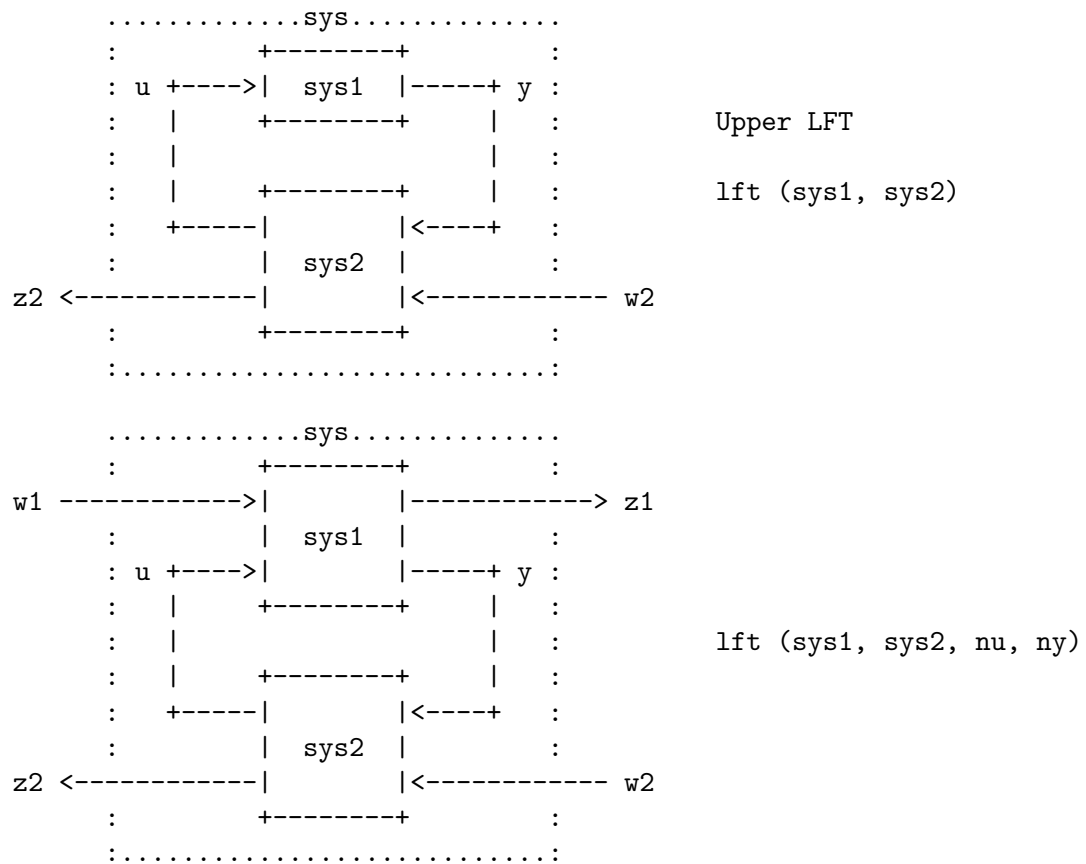 .............sys...............
:         +--------+          :
: u +---->|  sys1  |-----+ y  :
:   |     +--------+     |    :          Upper LFT
:   |                    |    :
:   |     +--------+     |    :          lft (sys1, sys2)
:   +-----|        |<----+    :
:         |  sys2  |          :
z2 <------------|        |<------------ w2
:         +--------+          :
:.............................:
.............sys...............
:         +--------+          :
w1 ------------>|        |------------> z1
:         |  sys1  |          :
: u +---->|        |-----+ y  :
:   |     +--------+     |    :
:   |                    |    :          lft (sys1, sys2, nu, ny)
:   |     +--------+     |    :
:   +-----|        |<----+    :
:         |  sys2  |          :
z2 <------------|        |<------------ w2
:         +--------+          :
:.............................: